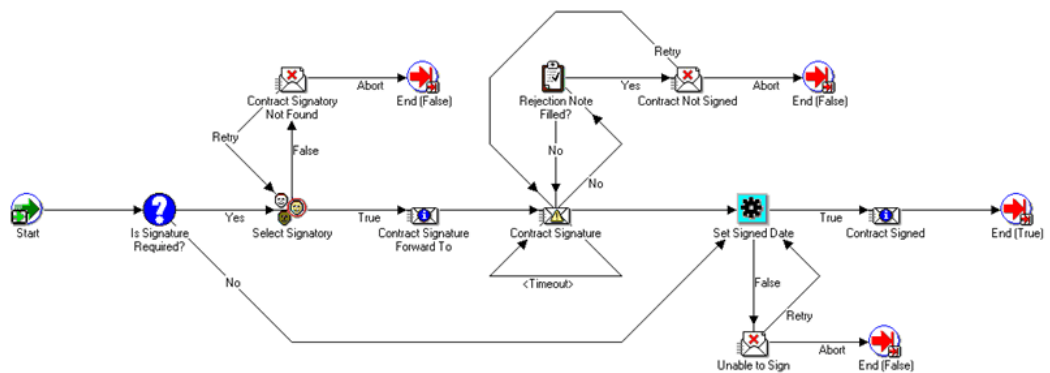 Retry
Abort
Yes
Abort
Contract Signatory
Not Found
End (False)
Rejection Note
Filled?
Contract Not Signed
End (False)
Retry
False
No
No
Yes
True
True
Start
Is Signature
Required?
Select Signatory
Contract Signature
Forward To
Contract Signature
Set Signed Date
Contract Signed
End (True)
No
<Timeout>
False
Retry
Abort
Unable to Sign
End (False)